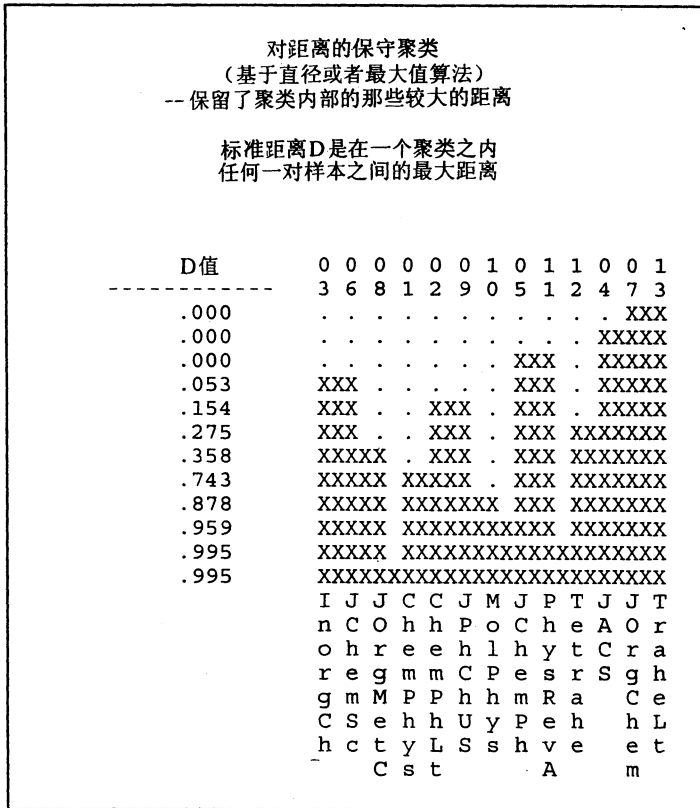 对距离的保守聚类
（基于直径或者最大值算法）
--保留了聚类内部的那些较大的距离
标准距离D是在一个聚类之内
任何一对样本之间的最大距离
D值 0 0 0 0 0 0 1 0 1 1 0 0 1
------------ 3 6 8 1 2 9 0 5 1 2 4 7 3
.000 . . . . . . . . . . . XXX
.000 . . . . . . . . . . XXXXX
.000 . . . . . . . XXX . XXXXX
.053 XXX . . . . . XXX . XXXXX
.154 XXX . . XXX . XXX . XXXXX
.275 XXX . . XXX . XXX XXXXXXX
.358 XXXXX . XXX . XXX XXXXXXX
.743 XXXXX XXXXX . XXX XXXXXXX
.878 XXXXX XXXXXXX XXX XXXXXXX
.959 XXXXX XXXXXXXXXXX XXXXXXX
.995 XXXXX XXXXXXXXXXXXXXXXXXX
.995 XXXXXXXXXXXXXXXXXXXXXXXXX
I J J C C J M J P T J J T
n C O h h P o C h e A O r
o h r e e h l h y t C r a
r e g m m C P e s r S g h
g m M P P h h m R a C e
C S e h h U y P e h h L
h c t y L S s h v e e t
C s t A m